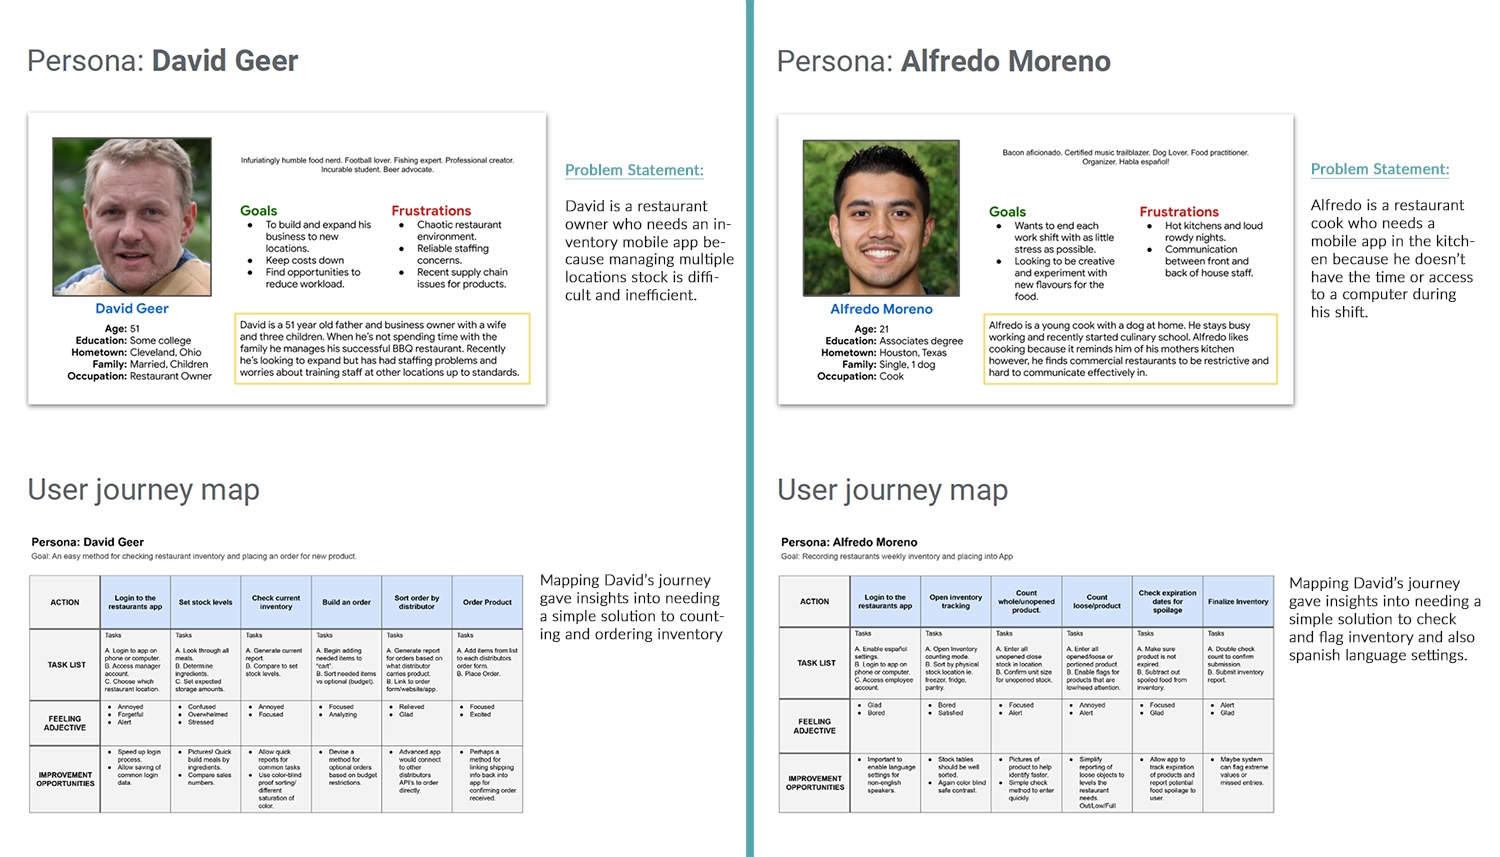 Persona: David Geer
Infuriatingly humble food nerd. Football lover. Fishing expert. Professional creator.
Incurable student. Beer advocate.
Goals
To build and expand his
business to new
locations.
Keep costs down
Find opportunities to
reduce workload.
Frustrations
Chaotic restaurant
environment.
Reliable staffing
concerns.
Recent supply chain
issues for products.
David Geer
Age: 51
Education: Some college
Hometown: Cleveland, Ohio
Family: Married, Children
Occupation: Restaurant Owner
David is a 51 year old father and business owner with a wife
and three children. When he's not spending time with the
family he manages his successful BBQ restaurant. Recently
he's looking to expand but has had staffing problems and
worries about training staff at other locations up to standards.
Problem Statement:
David is a restaurant
owner who needs an in-
ventory mobile app be-
cause managing multiple
locations stock is diffi-
cult and inefficient.
User journey map
Persona: David Geer
Goal: An easy method for checking restaurant inventory and placing an order for new product.
ACTION
Login to the
restaurants app
Set stock levels
Check current
inventory
Build an order
Sort order by
distributor
Order Product
TASK LIST
Tasks
A. Login to app on
phone or computer.
B. Access manager
account.
C. Choose which
restaurant location.
Tasks
A. Look through all
meals.
B. Determine
ingredients.
C. Set expected
storage amounts.
Tasks
A. Generate current
report.
B. Compare to set
stock levels.
Tasks
A. Begin adding
needed items to
"cart".
B. Sort needed items
vs optional (budget).
Tasks
A. Generate report
for orders based on
what distributor
carries product.
B. Link to order
form/website/app.
Tasks
A. Add items from list
to each distributors
order form.
B. Place Order.
FEELING
ADJECTIVE
Annoyed
Forgetful
Alert
Confused
Overwhelmed
Stressed
Annoyed
Focused
Focused
Analyzing
Relieved
Glad
Focused
Excited
IMPROVEMENT
OPPORTUNITIES
Speed up login
process.
Allow saving of
common login
data.
Pictures! Quick
build meals by
ingredients.
Compare sales
numbers.
Allow quick
reports for
common tasks
Use color-blind
proof sorting/
different
saturation of
color.
Devise a
method for
optional orders
based on budget
restrictions.
Advanced app
would connect
to other
distributors
API's to order
directly.
Perhaps a
method for
linking shipping
info back into
app for
confirming order
received.
Mapping David's journey
gave insights into needing
a simple solution to count-
ing and ordering inventory
Persona: Alfredo Moreno
Bacon aficionado. Certified music trailblazer. Dog Lover. Food practitioner.
Organizer. Habla español!
Goals
Wants to end each
work shift with as little
stress as possible.
Looking to be creative
and experiment with
new flavours for the
food.
Frustrations
Hot kitchens and loud
rowdy nights.
Communication
between front and
back of house staff.
Alfredo Moreno
Age: 21
Education: Associates degree
Hometown: Houston, Texas
Family: Single, 1 dog
Occupation: Cook
Alfredo is a young cook with a dog at home. He stays busy
working and recently started culinary school. Alfredo likes
cooking because it reminds him of his mothers kitchen
however, he finds commercial restaurants to be restrictive and
hard to communicate effectively in.
Problem Statement:
Alfredo is a restaurant
cook who needs a
mobile app in the kitch-
en because he doesn't
have the time or access
to a computer during
his shift.
User journey map
Persona: Alfredo Moreno
Goal: Recording restaurants weekly inventory and placing into App
ACTION
Login to the
restaurants app
Open inventory
tracking
Count
whole/unopened
product.
Count
loose/product
Check expiration
dates for
spoilage
Finalize Inventory
TASK LIST
Tasks
A. Enable español
settings.
B. Login to app on
phone or computer.
C. Access employee
account.
Tasks
A. Open Inventory
counting mode.
B. Sort by physical
stock location ie.
freezer, fridge,
pantry.
Tasks
A. Enter all
unopened close
stock in location.
B. Confirm unit size
for unopened stock.
Tasks
A. Enter all
opened/loose or
portioned product.
B. Enable flags for
products that are
low/need attention.
Tasks
A. Make sure
product is not
expired.
B. Subtract out
spoiled food from
inventory.
Tasks
A. Double check
count to confirm
submission.
B. Submit inventory
report.
FEELING
ADJECTIVE
Glad
Bored
Bored
Satisfied
Focused
Alert
Annoyed
Alert
Focused
Glad
Alert
Glad
IMPROVEMENT
OPPORTUNITIES
Important to
enable language
settings for
non-english
speakers.
Stock tables
should be well
sorted.
Again color blind
safe contrast.
Pictures of
product to help
identify faster.
Simple check
method to enter
quickly.
Simplify
reporting of
loose objects to
levels the
restaurant
needs.
Out/Low/Full
Allow app to
track expiration
of products and
report potential
food spoilage to
user.
Maybe system
can flag extreme
values or
missed entries.
Mapping David's journey
gave insights into needing a
simple solution to check
and flag inventory and also
spanish language settings.